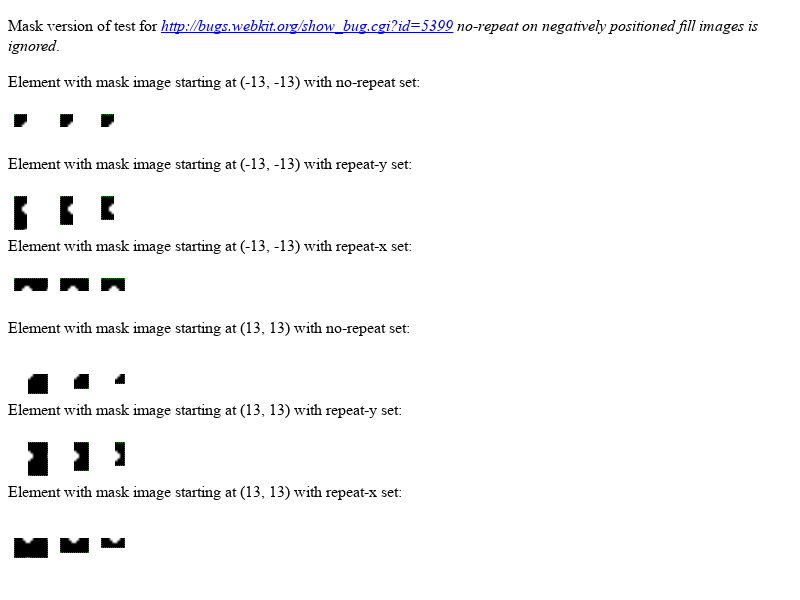 Mask version of test for http://bugs.webkit.org/show_bug.cgi?id=5399 no-repeat on negatively positioned fill images is
ignored.
Element with mask image starting at (-13, -13) with no-repeat set:
Element with mask image starting at (-13, -13) with repeat-y set:
Element with mask image starting at (-13, -13) with repeat-x set:
Element with mask image starting at (13, 13) with no-repeat set:
Element with mask image starting at (13, 13) with repeat-y set:
Element with mask image starting at (13, 13) with repeat-x set: